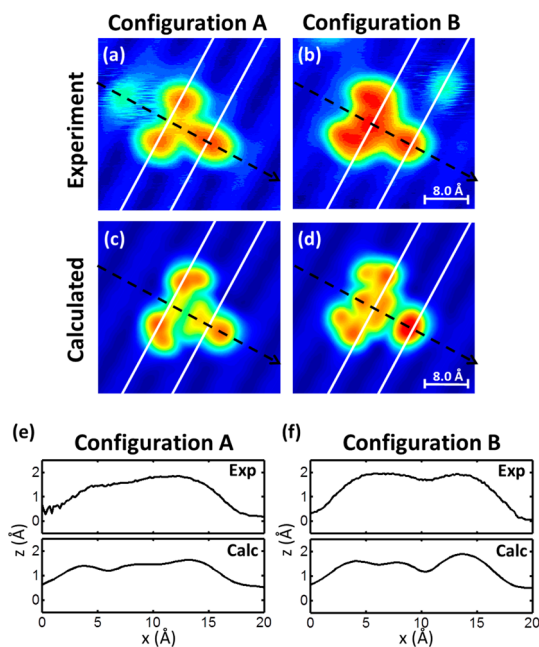 Configuration A Configuration B
Experiment
(a) (b)
8.0 Å
Calculated
(c) (d)
8.0 Å
(e) Configuration A (f) Configuration B
z (Å)
2 Exp 2 Exp
1 1
0 0
2 Calc 2 Calc
1 1
0 0
0 5 10 15 20 0 5 10 15 20
x (Å) x (Å)